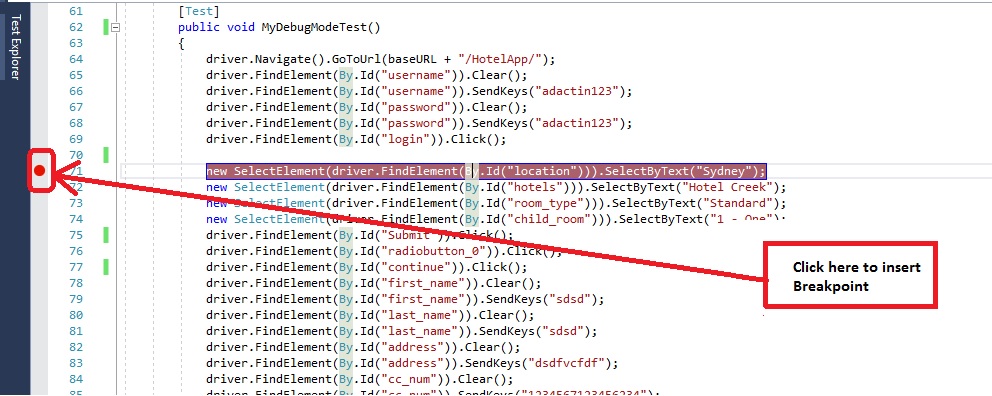 Test Explorer
61 [Test]
62 public void MyDebugModeTest()
63 {
64 driver.Navigate().GoToUrl(baseURL + "/HotelApp/");
65 driver.FindElement(By.Id("username")).Clear();
66 driver.FindElement(By.Id("username")).SendKeys("adactin123");
67 driver.FindElement(By.Id("password")).Clear();
68 driver.FindElement(By.Id("password")).SendKeys("adactin123");
69 driver.FindElement(By.Id("login")).Click();
70
71 new SelectElement(driver.FindElement(By.Id("location"))).SelectByText("Sydney");
72 new SelectElement(driver.FindElement(By.Id("hotels"))).SelectByText("Hotel Creek");
73 new SelectElement(driver.FindElement(By.Id("room_type"))).SelectByText("Standard");
74 new SelectElement(driver.FindElement(By.Id("child_room"))).SelectByText("1 - One");
75 driver.FindElement(By.Id("Submit")).Click();
76 driver.FindElement(By.Id("radiobutton_0")).Click();
77 driver.FindElement(By.Id("continue")).Click();
78 driver.FindElement(By.Id("first_name")).Clear();
79 driver.FindElement(By.Id("first_name")).SendKeys("sdsd");
80 driver.FindElement(By.Id("last_name")).Clear();
81 driver.FindElement(By.Id("last_name")).SendKeys("sdsd");
82 driver.FindElement(By.Id("address")).Clear();
83 driver.FindElement(By.Id("address")).SendKeys("dsdfvcfdf");
84 driver.FindElement(By.Id("cc_num")).Clear();
85 driver.FindElement(By.Id("cc_num")).SendKeys("1234567123456234");
Click here to insert
Breakpoint